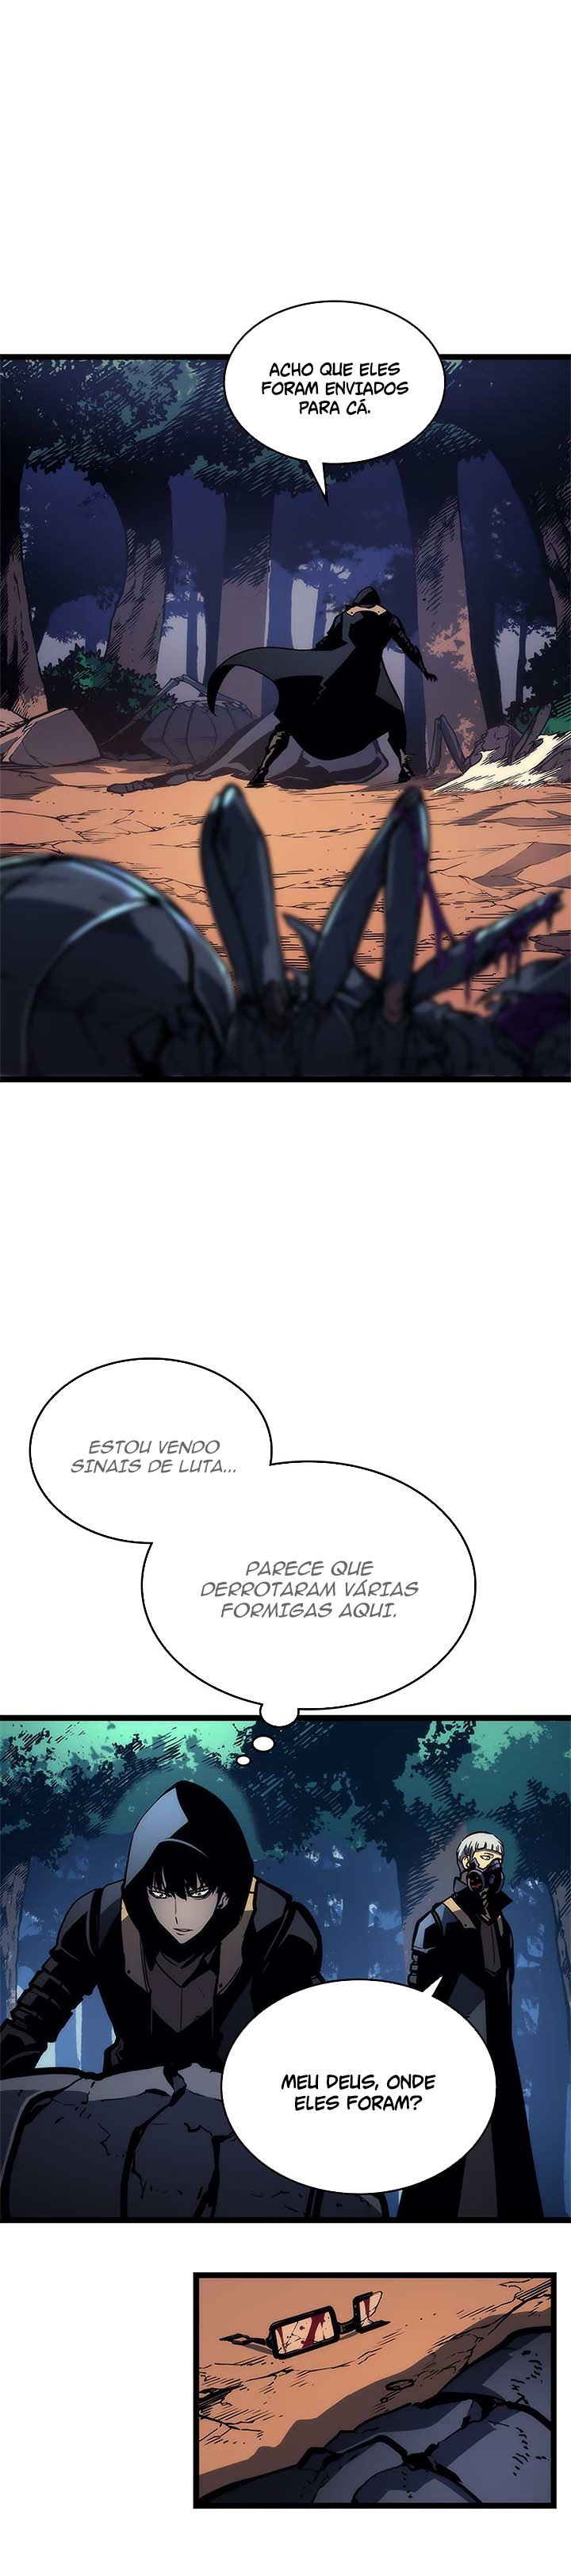 ACHO QUE ELES
FORAM ENVIADOS
PARA CÁ.
ESTOU VENDO
SINAIS DE LUTA...
PARECE QUE
DERROTARAM VÁRIAS
FORMIGAS AQUI.
MEU DEUS, ONDE
ELES FORAM?